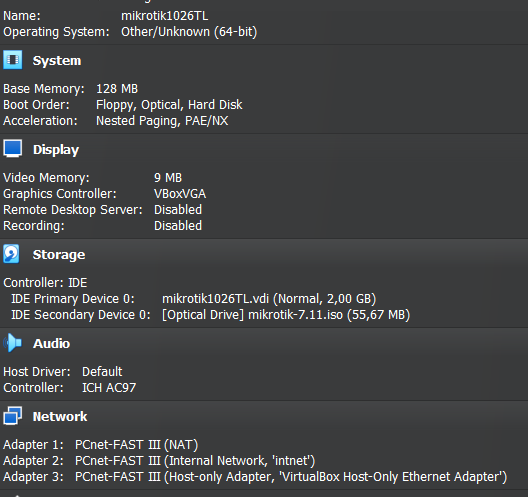 Name: mikrotik1026TL
Operating System: Other/Unknown (64-bit)
System
Base Memory: 128 MB
Boot Order: Floppy, Optical, Hard Disk
Acceleration: Nested Paging, PAE/NX
Display
Video Memory: 9 MB
Graphics Controller: VBoxVGA
Remote Desktop Server: Disabled
Recording: Disabled
Storage
Controller: IDE
IDE Primary Device 0: mikrotik1026TL.vdi (Normal, 2,00 GB)
IDE Secondary Device 0: [Optical Drive] mikrotik-7.11.iso (55,67 MB)
Audio
Host Driver: Default
Controller: ICH AC97
Network
Adapter 1: PCnet-FAST III (NAT)
Adapter 2: PCnet-FAST III (Internal Network, 'intnet')
Adapter 3: PCnet-FAST III (Host-only Adapter, 'VirtualBox Host-Only Ethernet Adapter')